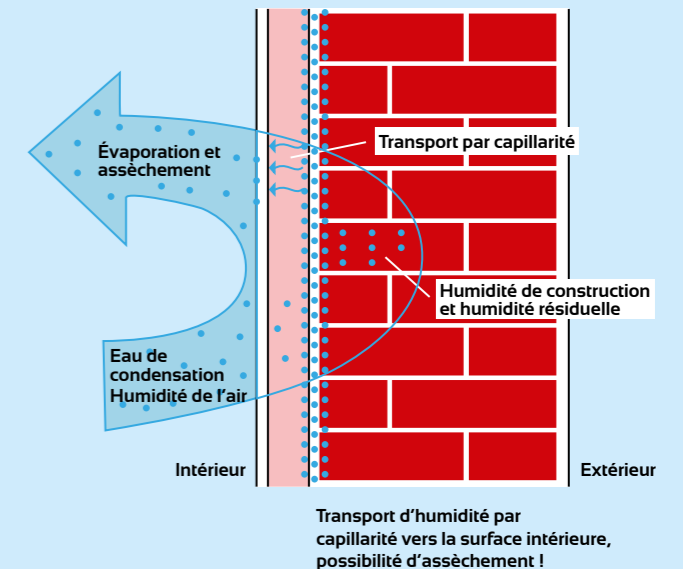 Transport par capillarité
Évaporation et
assèchement
Humidité de construction
et humidité résiduelle
Eau de
condensation
Humidité de l'air
Intérieur
Extérieur
Transport d'humidité par
capillarité vers la surface intérieure,
possibilité d'assèchement !